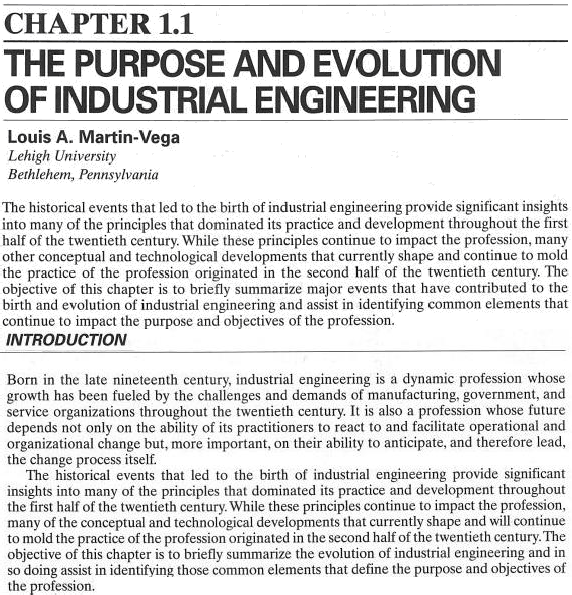 CHAPTER 1.1
THE PURPOSE AND EVOLUTION
OF INDUSTRIAL ENGINEERING
Louis A. Martin-Vega
Lehigh University
Bethlehem, Pennsylvania
The historical events that led to the birth of industrial engineering provide significant insights
into many of the principles that dominated its practice and development throughout the first
half of the twentieth century. While these principles continue to impact the profession, many
other conceptual and technological developments that currently shape and continue to mold
the practice of the profession originated in the second half of the twentieth century. The
objective of this chapter is to briefly summarize major events that have contributed to the
birth and evolution of industrial engineering and assist in identifying common elements that
continue to impact the purpose and objectives of the profession.
INTRODUCTION
Born in the late nineteenth century, industrial engineering is a dynamic profession whose
growth has been fueled by the challenges and demands of manufacturing, government, and
service organizations throughout the twentieth century. It is also a profession whose future
depends not only on the ability of its practitioners to react to and facilitate operational and
organizational change but, more important, on their ability to anticipate, and therefore lead,
the change process itself.
The historical events that led to the birth of industrial engineering provide significant
insights into many of the principles that dominated its practice and development throughout
the first half of the twentieth century. While these principles continue to impact the profession,
many of the conceptual and technological developments that currently shape and will continue
to mold the practice of the profession originated in the second half of the twentieth century. The
objective of this chapter is to briefly summarize the evolution of industrial engineering and in
so doing assist in identifying those common elements that define the purpose and objectives of
the profession.